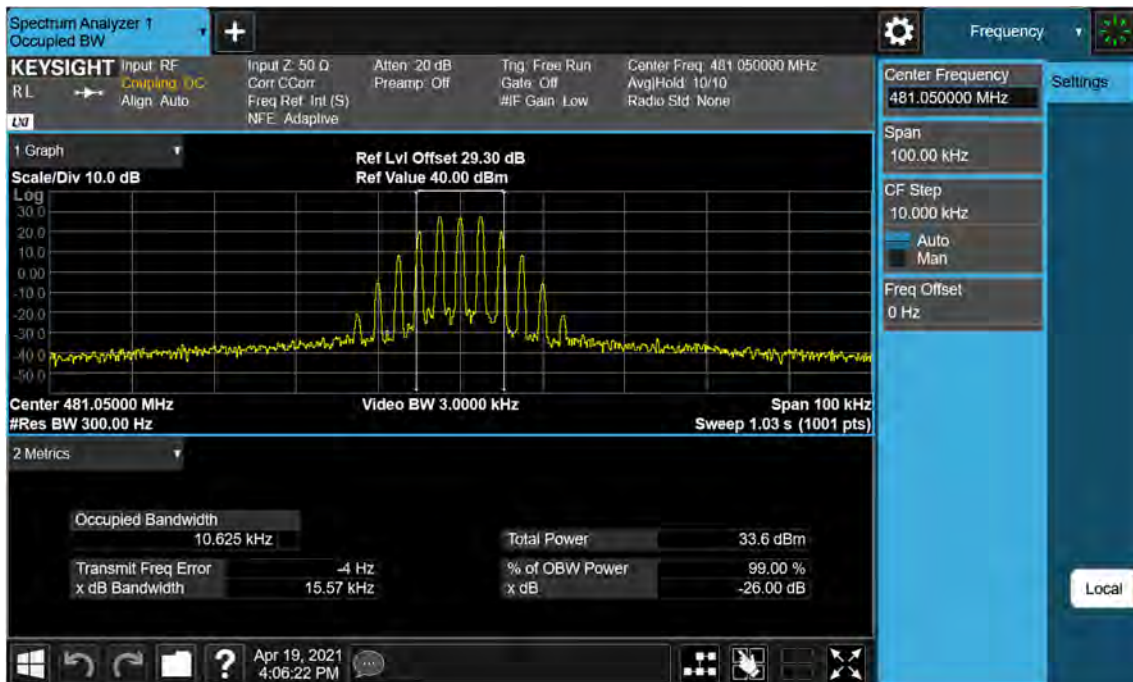 Spectrum Analyzer 1
Occupied BW
Frequency
KEYSIGHT
RL
LXI
Input: RF
Coupling: DC
Align: Auto
Input Z: 50 Ω
Corr CCorr
Freq Ref: Int (S)
NFE: Adaptive
Atten: 20 dB
Preamp: Off
Trig: Free Run
Gate: Off
#IF Gain: Low
Center Freq: 481.050000 MHz
Avg|Hold: 10/10
Radio Std: None
1 Graph
Scale/Div 10.0 dB
Ref Lvl Offset 29.30 dB
Ref Value 40.00 dBm
Log
30.0
20.0
10.0
0.00
-10.0
-20.0
-30.0
-40.0
-50.0
Center 481.05000 MHz
#Res BW 300.00 Hz
Video BW 3.0000 kHz
Span 100 kHz
Sweep 1.03 s (1001 pts)
2 Metrics
Occupied Bandwidth
10.625 kHz
Transmit Freq Error -4 Hz
x dB Bandwidth 15.57 kHz
Total Power 33.6 dBm
% of OBW Power 99.00 %
x dB -26.00 dB
Center Frequency
481.050000 MHz
Span
100.00 kHz
CF Step
10.000 kHz
Auto
Man
Freq Offset
0 Hz
Settings
Local
?
Apr 19, 2021
4:06:22 PM